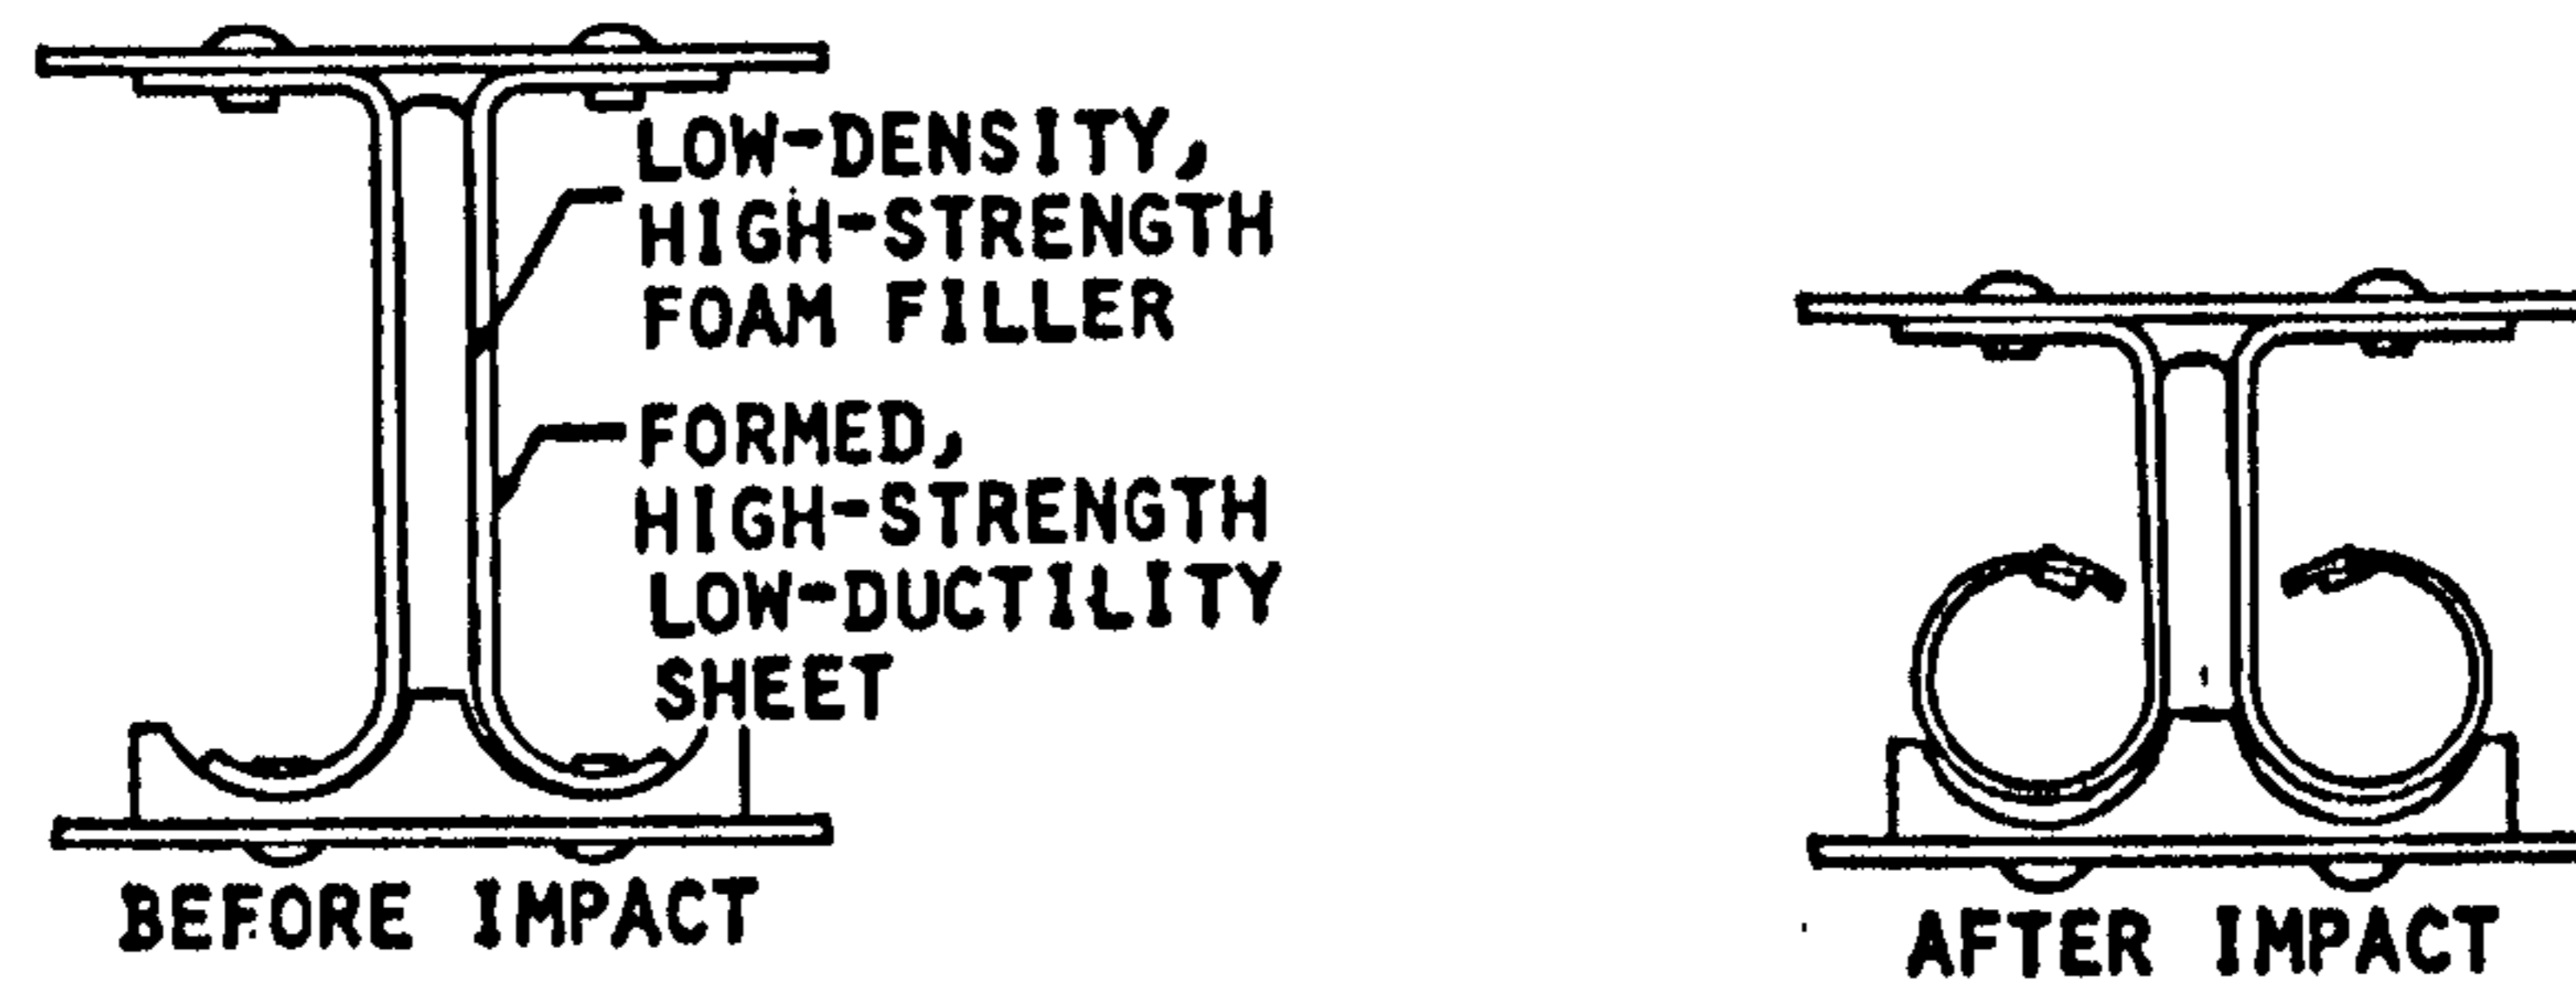 LOW-DENSITY,
HIGH-STRENGTH
FOAM FILLER
FORMED,
HIGH-STRENGTH
LOW-DUCTILITY
SHEET
BEFORE IMPACT
AFTER IMPACT